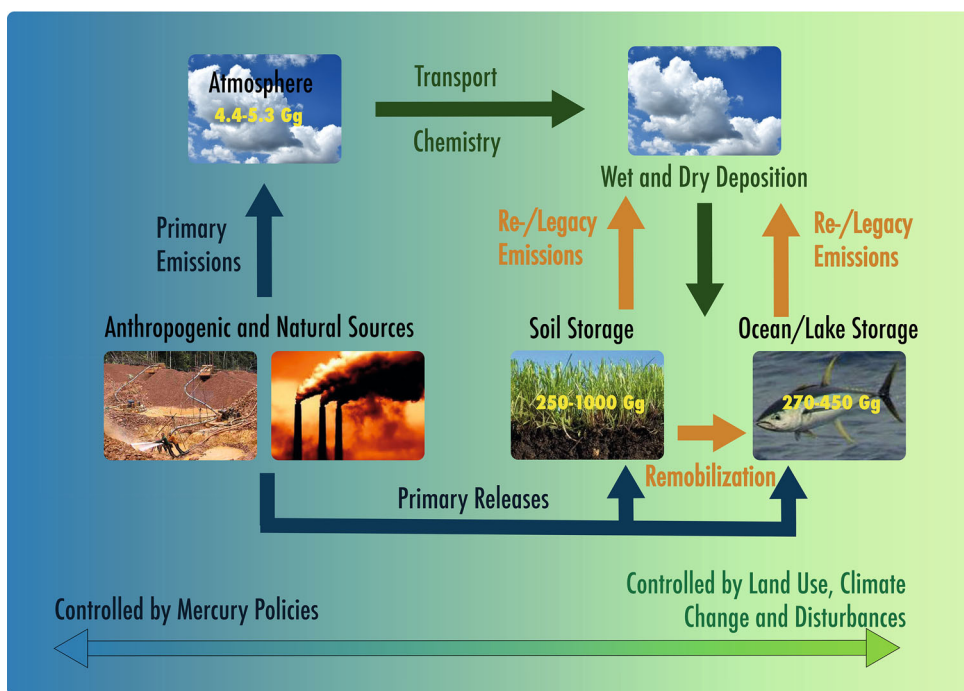 Atmosphere
4.4-5.3 Gg
Transport
Chemistry
Wet and Dry Deposition
Primary
Emissions
Re-/Legacy
Emissions
Re-/Legacy
Emissions
Anthropogenic and Natural Sources
Soil Storage
Ocean/Lake Storage
250-1000 Gg
270-450 Gg
Remobilization
Primary Releases
Controlled by Mercury Policies
Controlled by Land Use, Climate
Change and Disturbances